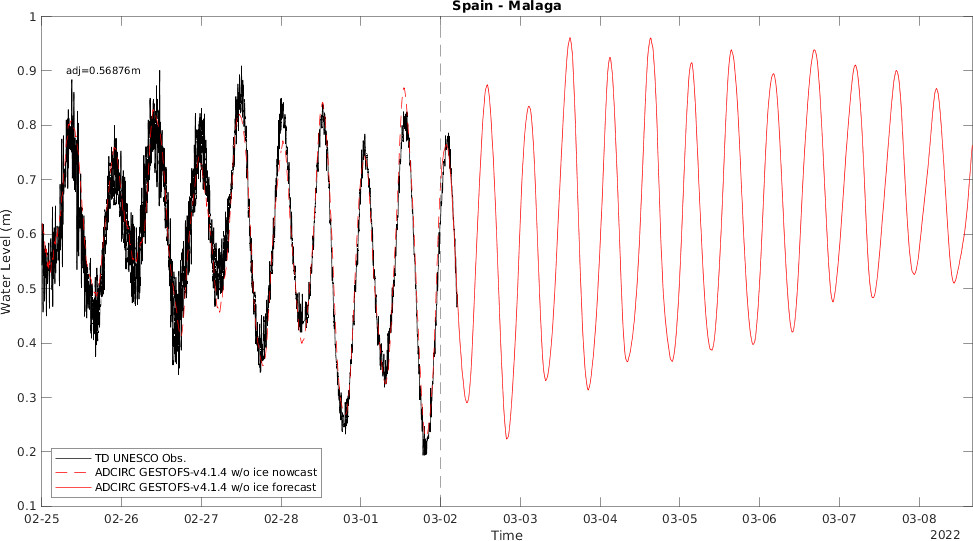 Spain - Malaga
1
adj=0.56876m
0.9
0.8
0.7
0.6
0.5
0.4
0.3
0.2
0.1
Water Level (m)
TD UNESCO Obs.
ADCIRC GESTOFS-v4.1.4 w/o ice nowcast
ADCIRC GESTOFS-v4.1.4 w/o ice forecast
02-25 02-26 02-27 02-28 03-01 03-02 03-03 03-04 03-05 03-06 03-07 03-08
Time
2022